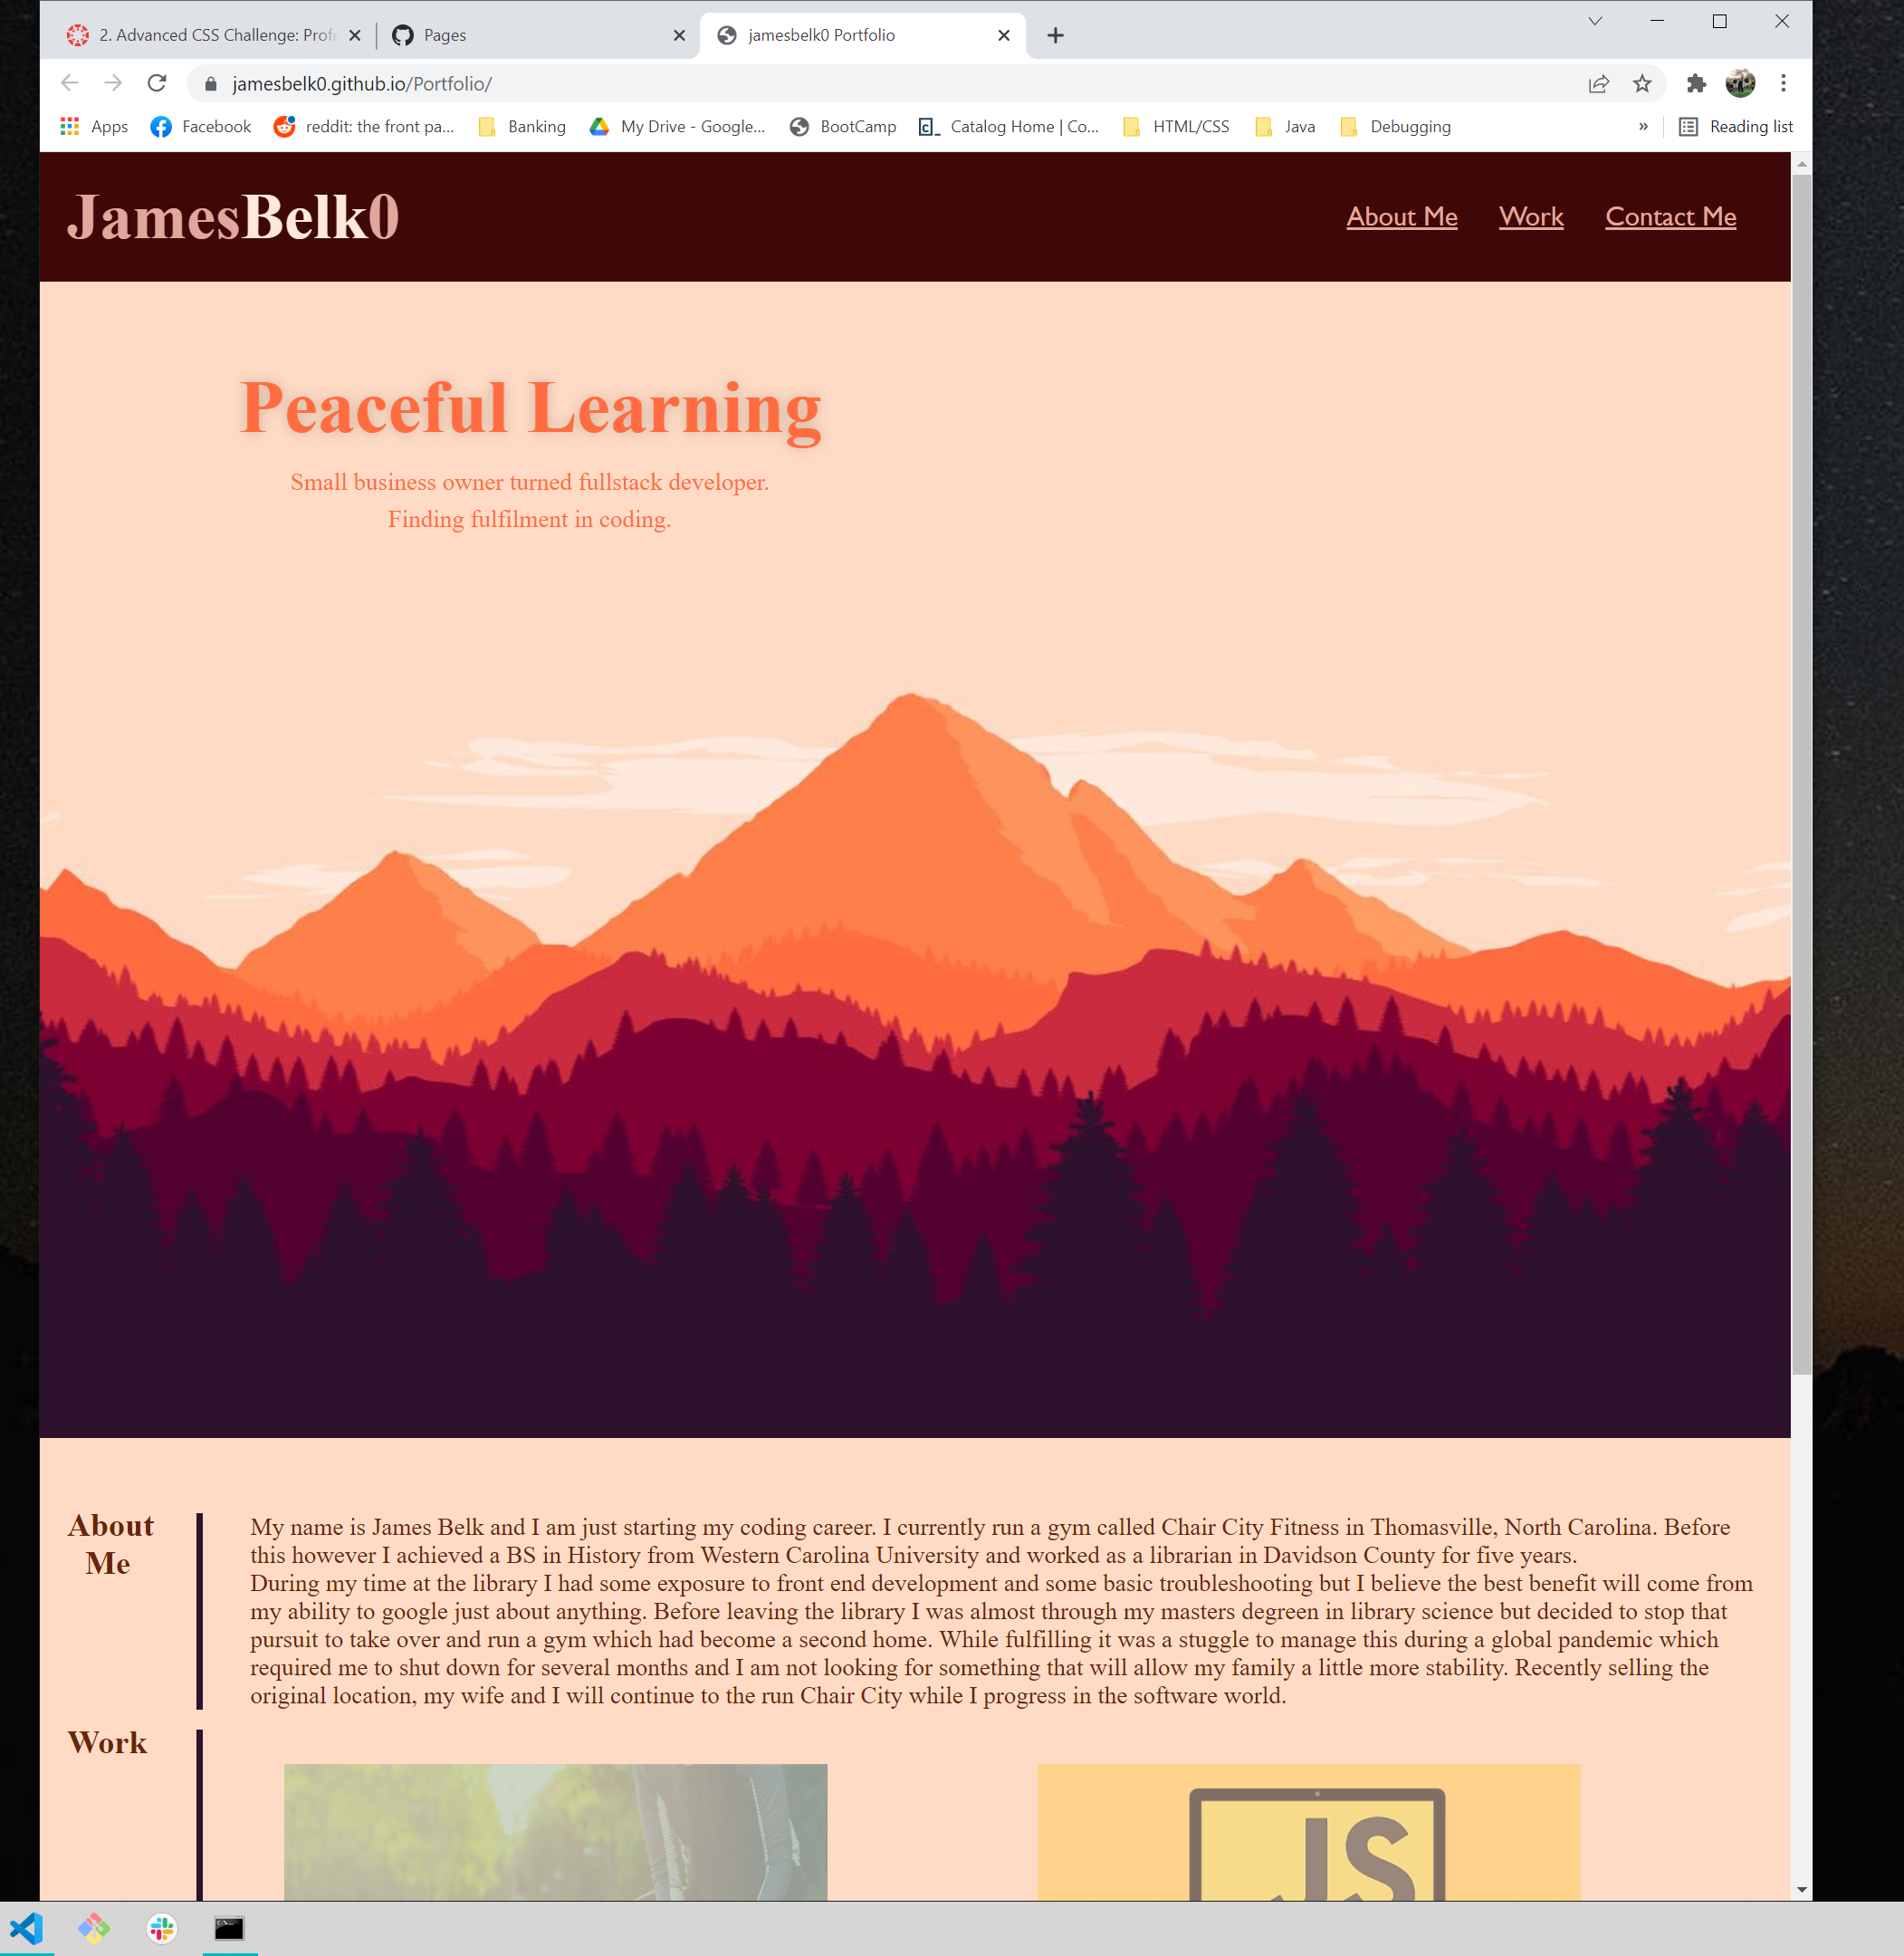 2. Advanced CSS Challenge: Prof
Pages
jamesbelk0 Portfolio
jamesbelk0.github.io/Portfolio/
Apps
Facebook
reddit: the front pa...
Banking
My Drive - Google...
BootCamp
Catalog Home | Co...
HTML/CSS
Java
Debugging
»
Reading list
JamesBelk0
About Me
Work
Contact Me
Peaceful Learning
Small business owner turned fullstack developer.
Finding fulfilment in coding.
About
Me
My name is James Belk and I am just starting my coding career. I currently run a gym called Chair City Fitness in Thomasville, North Carolina. Before
this however I achieved a BS in History from Western Carolina University and worked as a librarian in Davidson County for five years.
During my time at the library I had some exposure to front end development and some basic troubleshooting but I believe the best benefit will come from
my ability to google just about anything. Before leaving the library I was almost through my masters degreen in library science but decided to stop that
pursuit to take over and run a gym which had become a second home. While fulfilling it was a stuggle to manage this during a global pandemic which
required me to shut down for several months and I am not looking for something that will allow my family a little more stability. Recently selling the
original location, my wife and I will continue to the run Chair City while I progress in the software world.
Work
JS